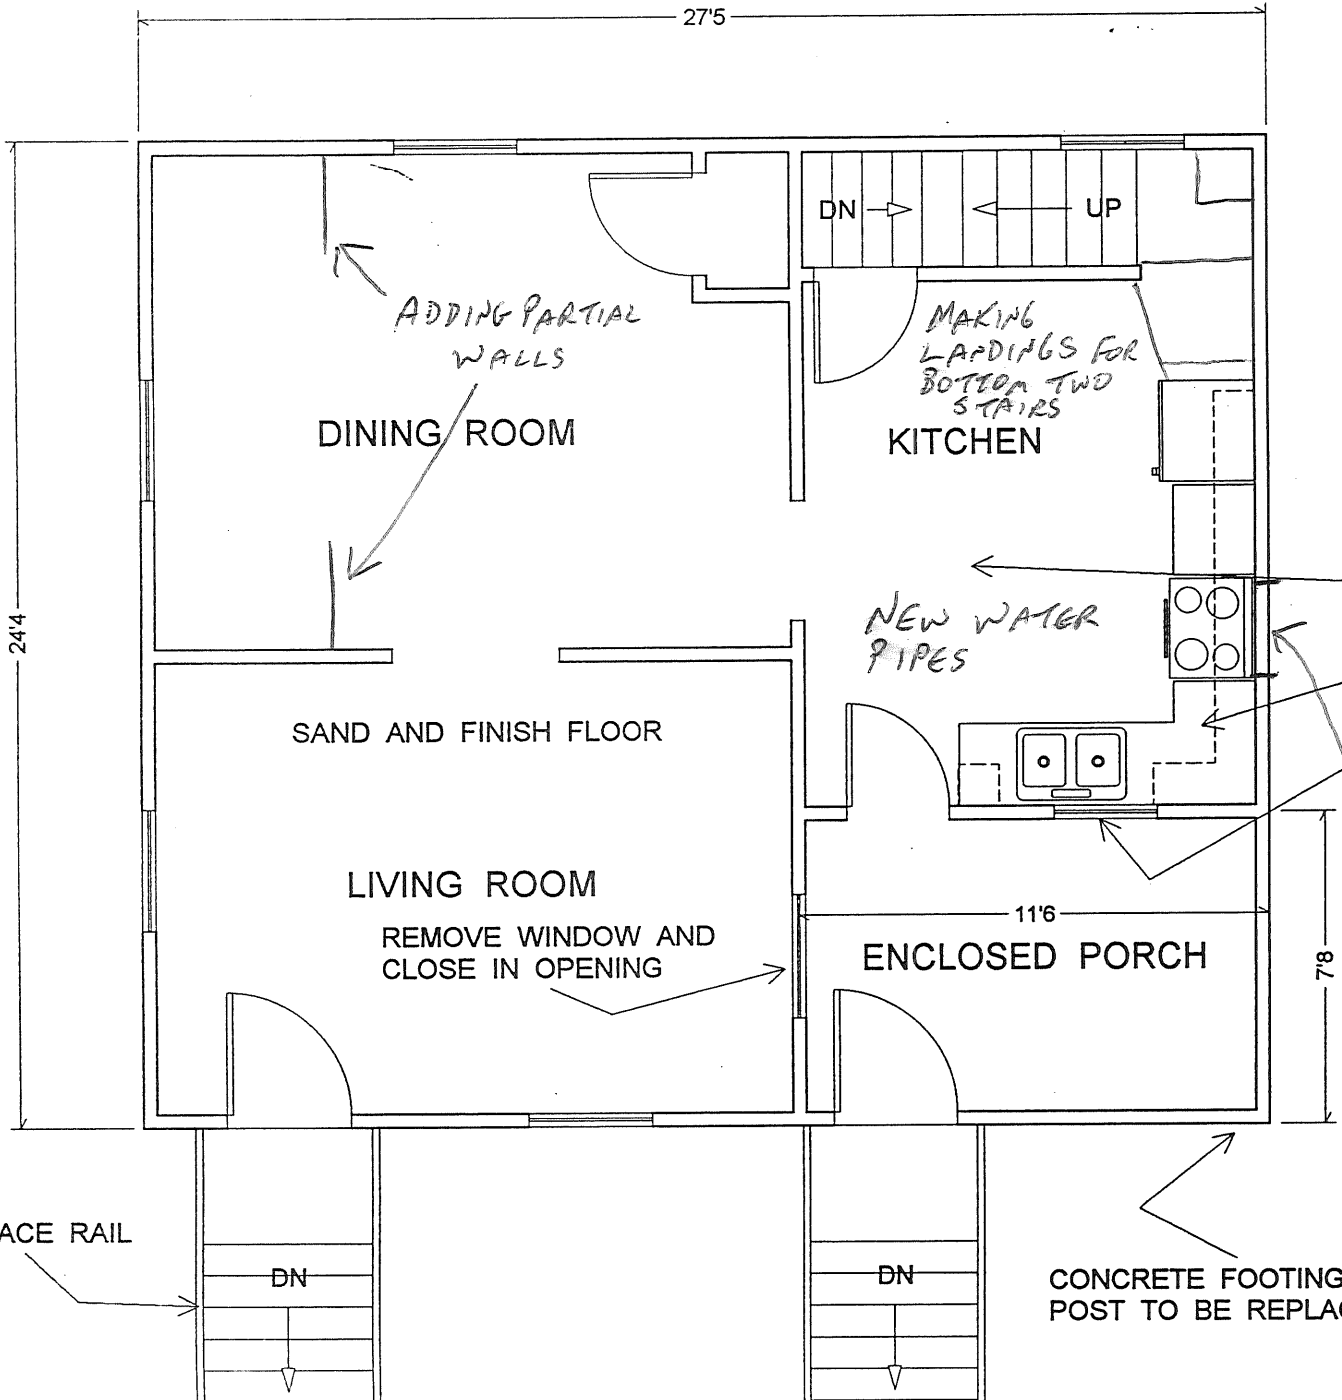 27'5
DN
UP
ADDING PARTIAL
WALLS
MAKING
LANDINGS FOR
BOTTOM TWO
STAIRS
DINING ROOM
KITCHEN
24'4
NEW WATER
PIPES
SAND AND FINISH FLOOR
LIVING ROOM
REMOVE WINDOW AND
CLOSE IN OPENING
11'6
ENCLOSED PORCH
7'8
ACE RAIL
DN
DN
CONCRETE FOOTING
POST TO BE REPLAC